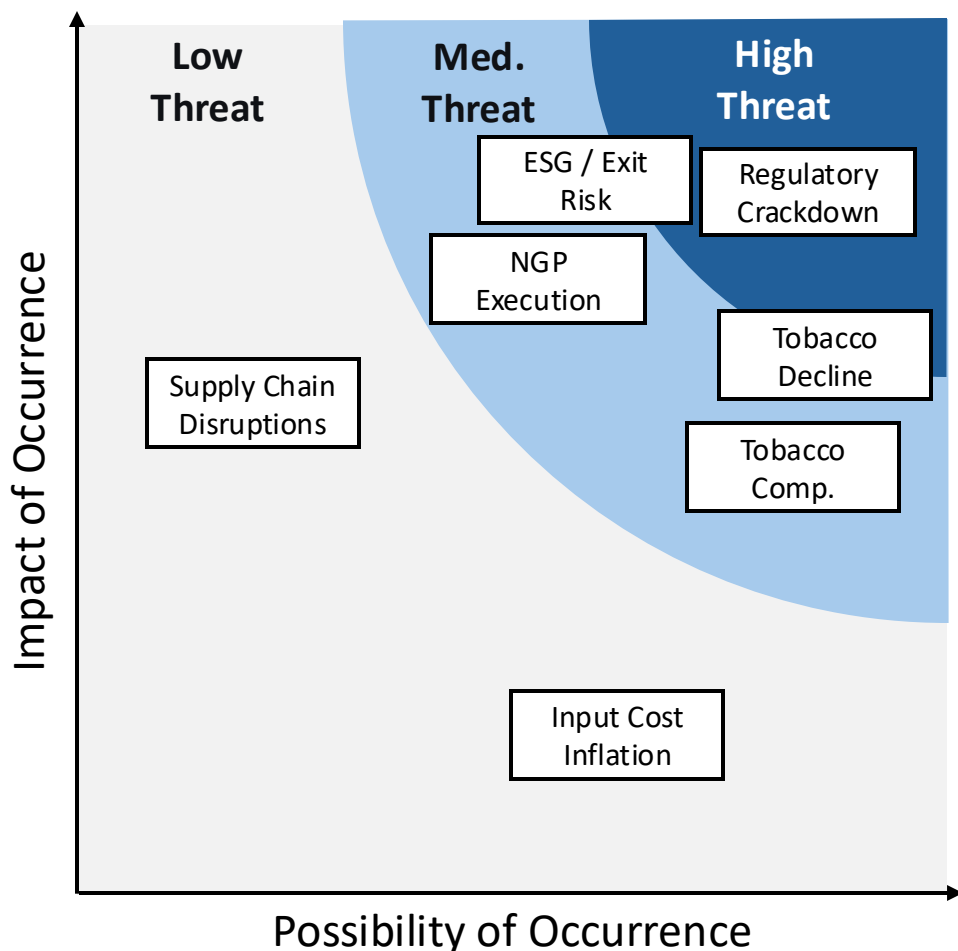 Low
Threat
Med.
Threat
High
Threat
ESG / Exit
Risk
Regulatory
Crackdown
NGP
Execution
Tobacco
Decline
Supply Chain
Disruptions
Tobacco
Comp.
Input Cost
Inflation
Impact of Occurrence
Possibility of Occurrence